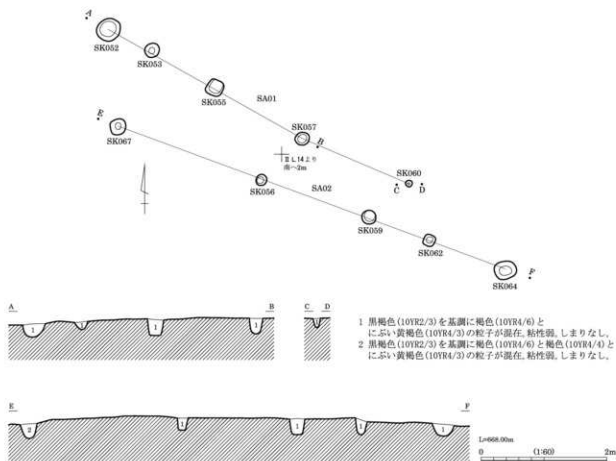 A
SK052
SK053
SK055
SA01
SK057
B
E
SK067
Ⅱ L 14より
南へ2m
SK060
C D
SK056
SA02
SK059
SK062
SK064
F
A B C D
1 1 1 1 1
1 黒褐色(10YR2/3)を基調に褐色(10YR4/6)と
にぶい黄褐色(10YR4/3)の粒子が混在。粘性弱。しまりなし。
2 黒褐色(10YR2/3)を基調に褐色(10YR4/6)と褐色(10YR4/4)と
にぶい黄褐色(10YR4/3)の粒子が混在。粘性弱。しまりなし。
E F
2 1 1 1 1
L=668.00m
0 (1:60) 2m